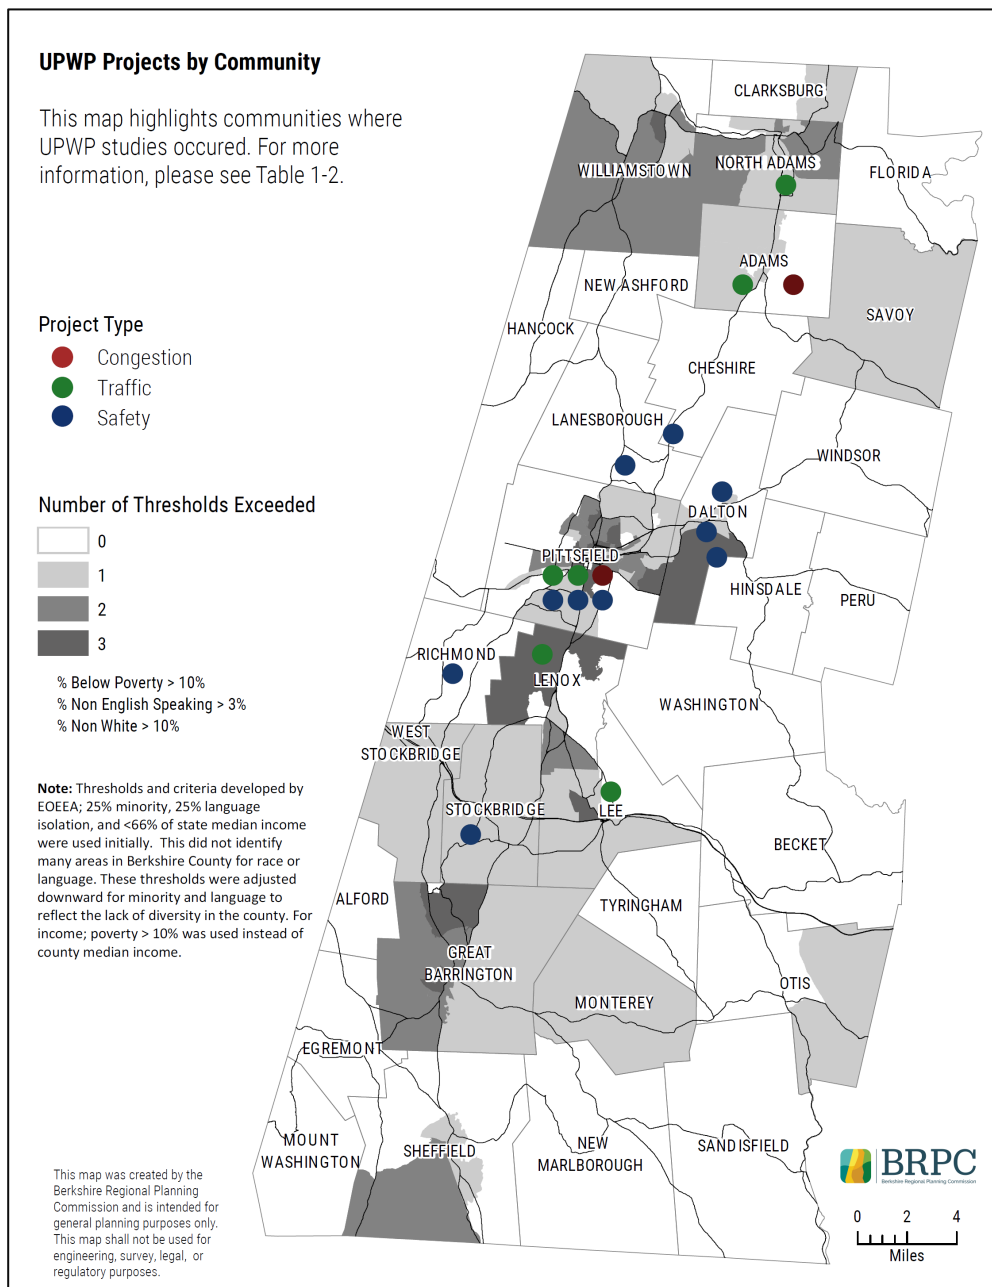 UPWP Projects by Community
This map highlights communities where
UPWP studies occured. For more
information, please see Table 1-2.
Project Type
Congestion
Traffic
Safety
Number of Thresholds Exceeded
0
1
2
3
% Below Poverty > 10%
% Non English Speaking > 3%
% Non White > 10%
Note: Thresholds and criteria developed by
EOEEA; 25% minority, 25% language
isolation, and <66% of state median income
were used initially. This did not identify
many areas in Berkshire County for race or
language. These thresholds were adjusted
downward for minority and language to
reflect the lack of diversity in the county. For
income; poverty > 10% was used instead of
county median income.
This map was created by the
Berkshire Regional Planning
Commission and is intended for
general planning purposes only.
This map shall not be used for
engineering, survey, legal, or
regulatory purposes.
CLARKSBURG
WILLIAMSTOWN
NORTH ADAMS
FLORIDA
ADAMS
NEW ASHFORD
SAVOY
HANCOCK
CHESHIRE
LANESBOROUGH
WINDSOR
DALTON
PITTSFIELD
HINSDALE
PERU
RICHMOND
LENOX
WASHINGTON
WEST
STOCKBRIDGE
STOCKBRIDGE
LEE
BECKET
ALFORD
TYRINGHAM
GREAT
BARRINGTON
OTIS
MONTEREY
EGREMONT
MOUNT
WASHINGTON
SHEFFIELD
NEW
MARLBOROUGH
SANDISFIELD
BRPC
Berkshire Regional Planning Commission
0 2 4
Miles